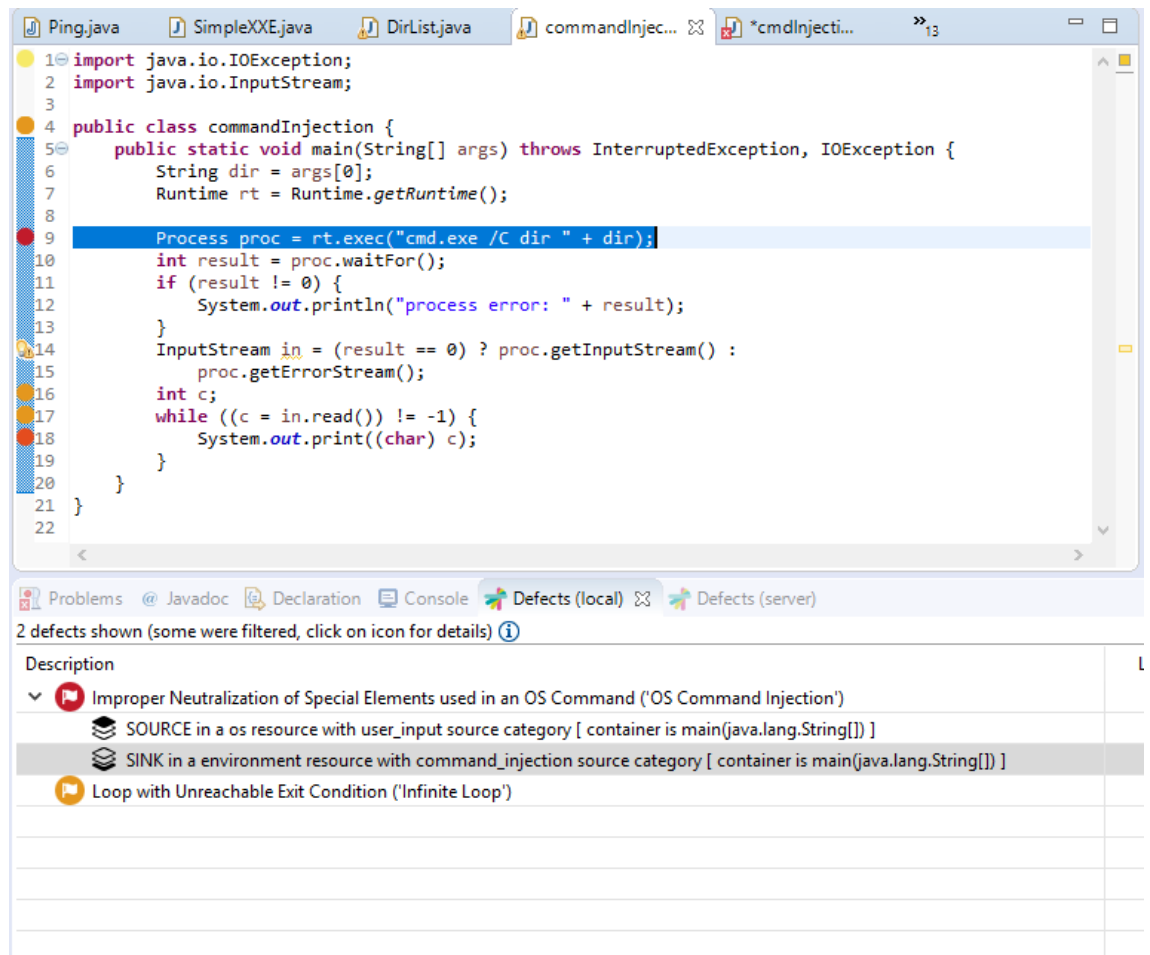 Ping.java SimpleXXE.java DirList.java commandInjec... *cmdInjecti... »13
1 import java.io.IOException;
2 import java.io.InputStream;
3
4 public class commandInjection {
5 public static void main(String[] args) throws InterruptedException, IOException {
6 String dir = args[0];
7 Runtime rt = Runtime.getRuntime();
8
9 Process proc = rt.exec("cmd.exe /C dir " + dir);
10 int result = proc.waitFor();
11 if (result != 0) {
12 System.out.println("process error: " + result);
13 }
14 InputStream in = (result == 0) ? proc.getInputStream() :
15 proc.getErrorStream();
16 int c;
17 while ((c = in.read()) != -1) {
18 System.out.print((char) c);
19 }
20 }
21 }
22
Problems @ Javadoc Declaration Console Defects (local) Defects (server)
2 defects shown (some were filtered, click on icon for details)
Description L
Improper Neutralization of Special Elements used in an OS Command ('OS Command Injection')
SOURCE in a os resource with user_input source category [ container is main(java.lang.String[]) ]
SINK in a environment resource with command_injection source category [ container is main(java.lang.String[]) ]
Loop with Unreachable Exit Condition ('Infinite Loop')